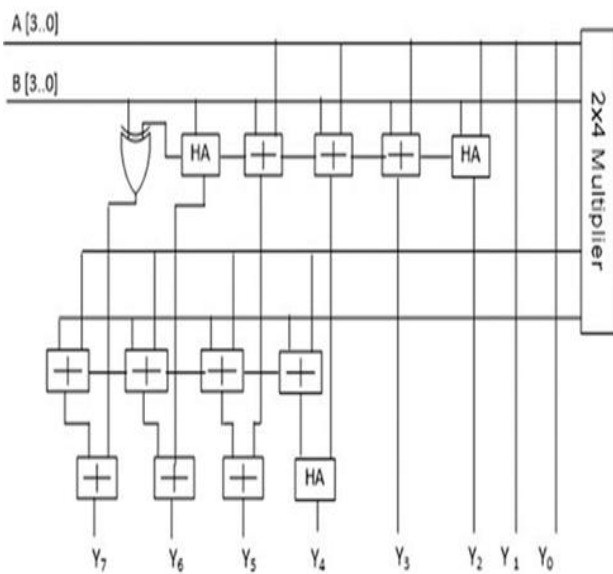 A [3..0]
B [3..0]
2x4 Multiplier
HA + + + HA
+ + + +
+ + + HA
Y7 Y6 Y5 Y4 Y3 Y2 Y1 Y0